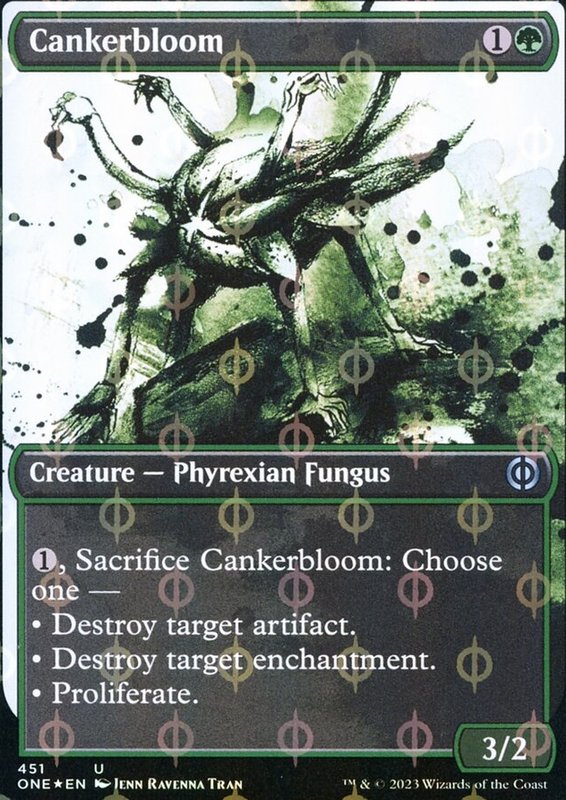 Cankerbloom
1
Creature — Phyrexian Fungus
1, Sacrifice Cankerbloom: Choose
one —
• Destroy target artifact.
• Destroy target enchantment.
• Proliferate.
3/2
451 U
ONE★EN Jenn Ravenna Tran
™ & © 2023 Wizards of the Coast